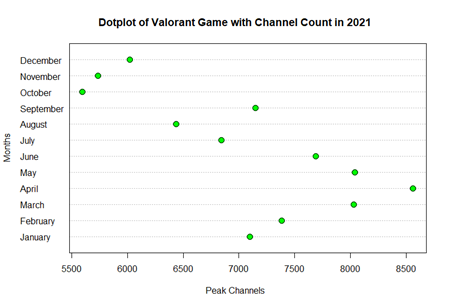 Dotplot of Valorant Game with Channel Count in 2021
Months
December
November
October
September
August
July
June
May
April
March
February
January
5500 6000 6500 7000 7500 8000 8500
Peak Channels